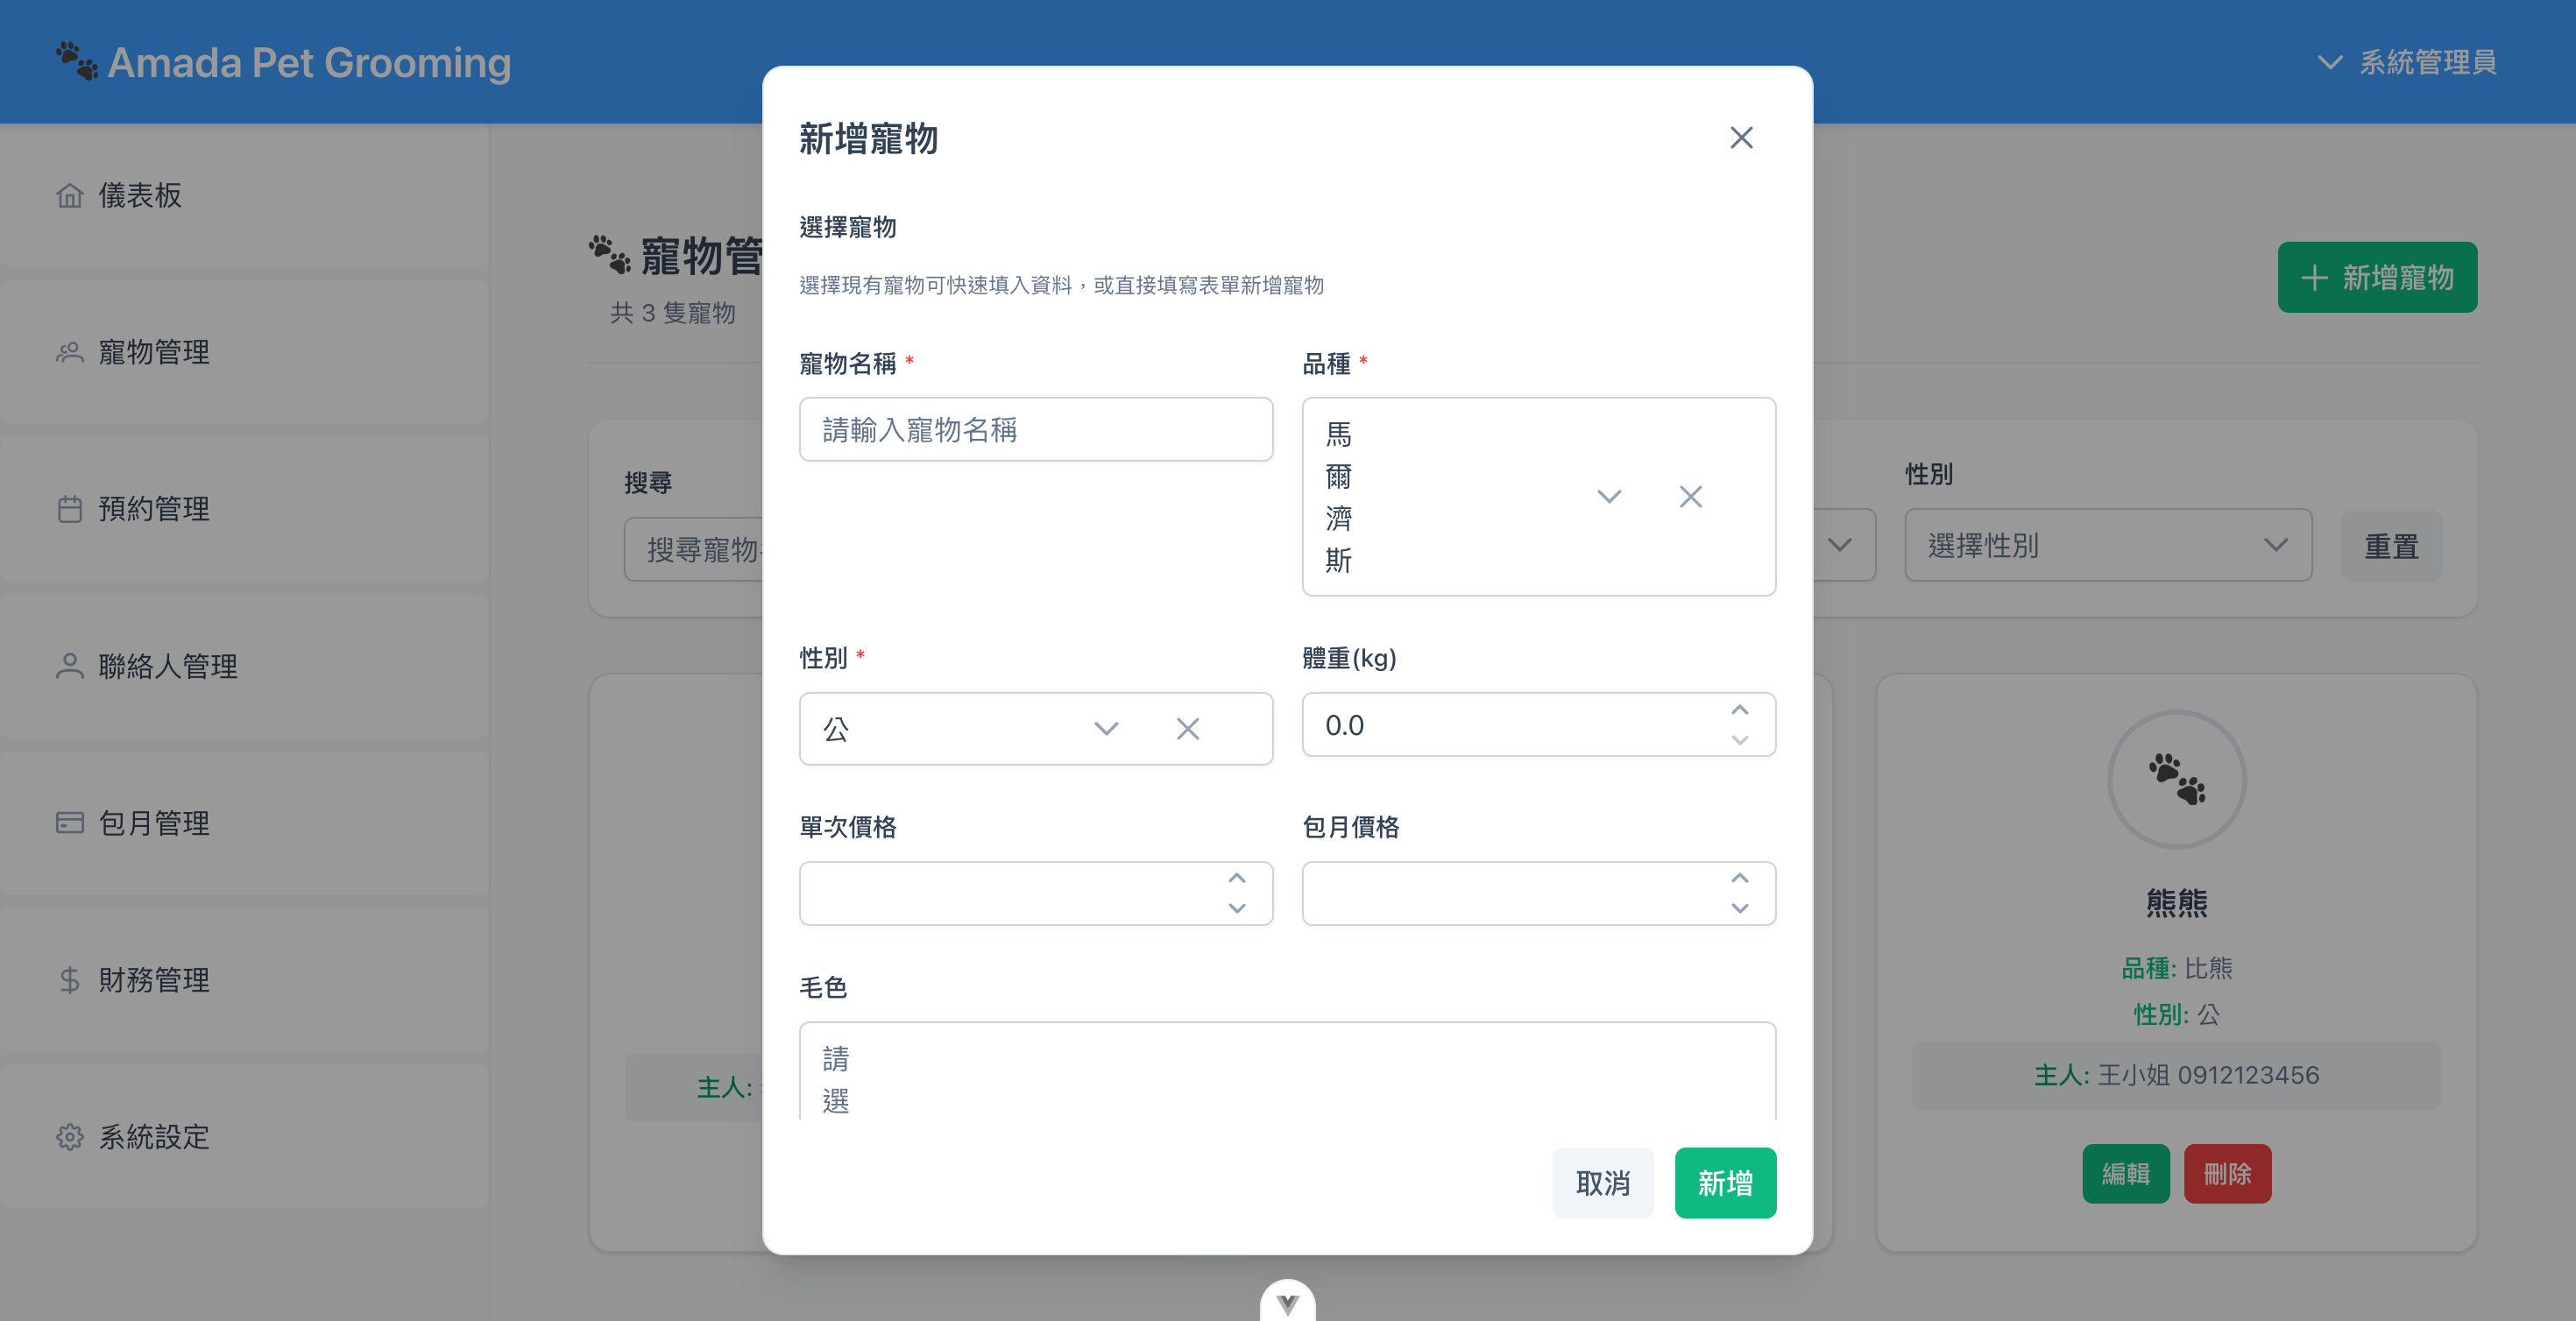 Amada Pet Grooming
系統管理員
儀表板
寵物管理
預約管理
聯絡人管理
包月管理
財務管理
系統設定
寵物管
共 3 隻寵物
新增寵物
搜尋
搜尋寵物
性別
選擇性別
重置
主人:
熊熊
品種: 比熊
性別: 公
主人: 王小姐 0912123456
編輯
刪除
新增寵物
選擇寵物
選擇現有寵物可快速填入資料，或直接填寫表單新增寵物
寵物名稱 *
請輸入寵物名稱
品種 *
馬
爾
濟
斯
性別 *
公
體重(kg)
0.0
單次價格
包月價格
毛色
請
選
取消
新增